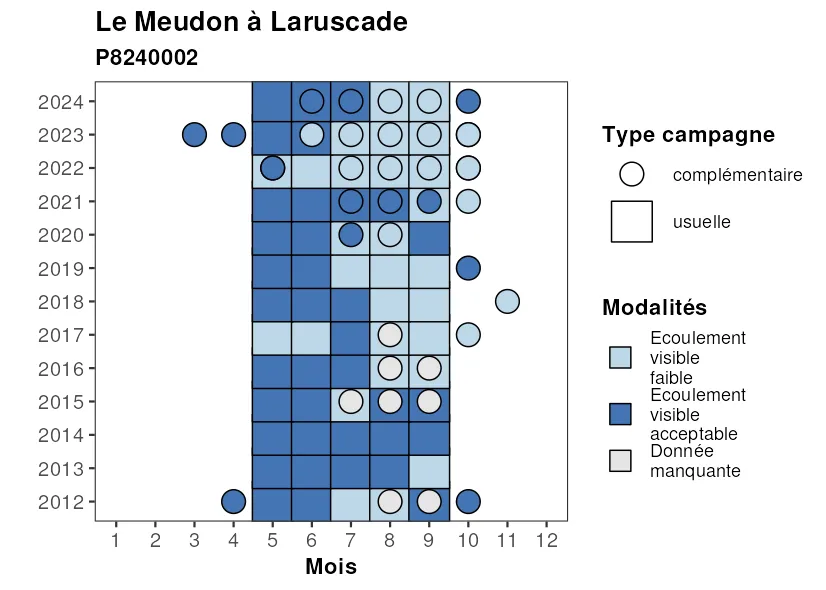 Le Meudon à Laruscade
P8240002
2024
2023
2022
2021
2020
2019
2018
2017
2016
2015
2014
2013
2012
1 2 3 4 5 6 7 8 9 10 11 12
Mois
Type campagne
complémentaire
usuelle
Modalités
Ecoulement
visible
faible
Ecoulement
visible
acceptable
Donnée
manquante